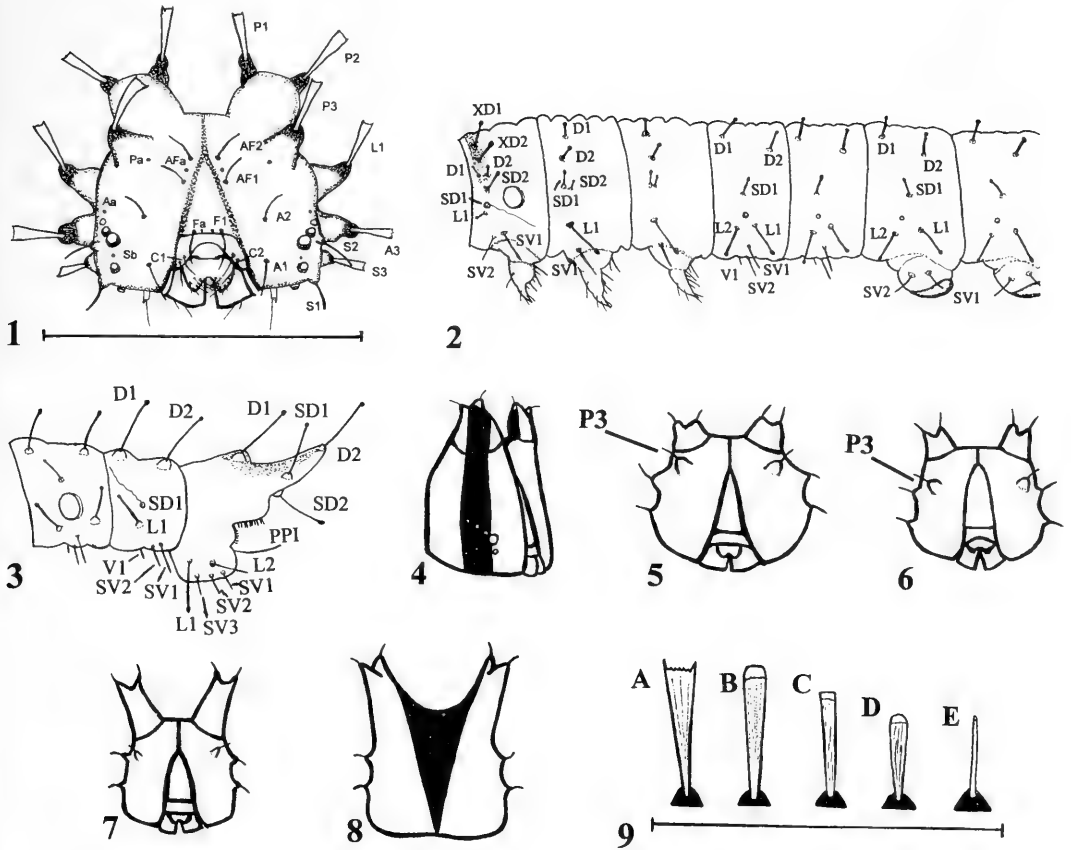 P1
P2
P3
L1
Pa
AFa
AF2
AF1
Aa
A2
Fa
F1
S2
A3
Sb
C1
C2
S3
A1
S1
1
XD1
XD2
D1
D2
SD2
SD1
L1
SV1
SV2
D1
D2
SD2
SD1
L1
SV1
D1
D2
SD1
L2
L1
V1
SV1
SV2
D1
D2
SD1
L2
L1
SV2
SV1
2
D1
D2
D1
SD1
D2
SD1
L1
SD2
PPI
V1
SV2
SV1
L2
SV1
SV2
L1
SV3
3
4
P3
5
P3
6
7
8
A
B
C
D
E
9